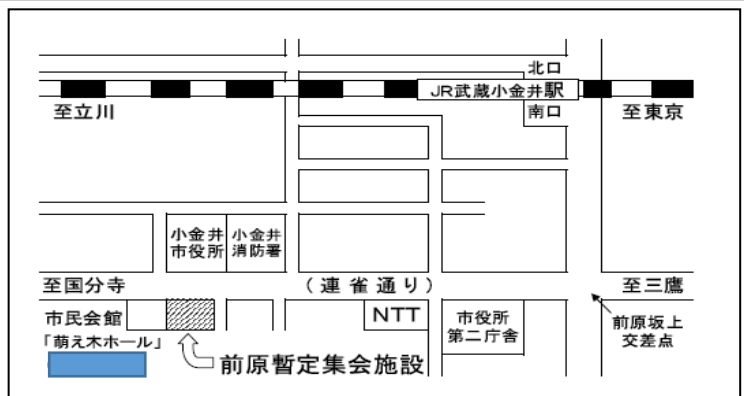 北口
JR武蔵小金井駅
至立川
南口
至東京
小金井
市役所
小金井
消防署
至国分寺
(連雀通り)
至三鷹
市民会館
「萌え木ホール」
NTT
市役所
第二庁舎
前原坂上
交差点
前原暫定集会施設